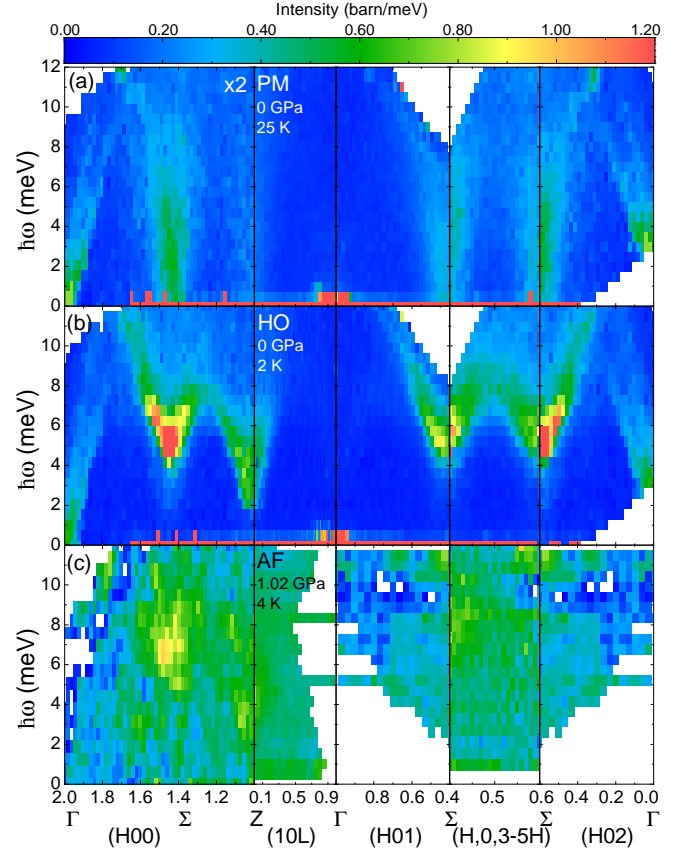 Intensity (barn/meV)
0.00 0.20 0.40 0.60 0.80 1.00 1.20
(a) x2 PM
0 GPa
25 K
12
10
8
6
4
2
0
ħω (meV)
(b) HO
0 GPa
2 K
10
8
6
4
2
0
ħω (meV)
(c) AF
1.02 GPa
4 K
10
8
6
4
2
0
ħω (meV)
2.0 1.8 1.6 1.4 1.2 0.1 0.5 0.9 0.8 0.6 0.4 0.6 0.4 0.2 0.0
Γ Σ Z Γ Σ Σ Γ
(H00) (10L) (H01) (H,0,3-5H) (H02)